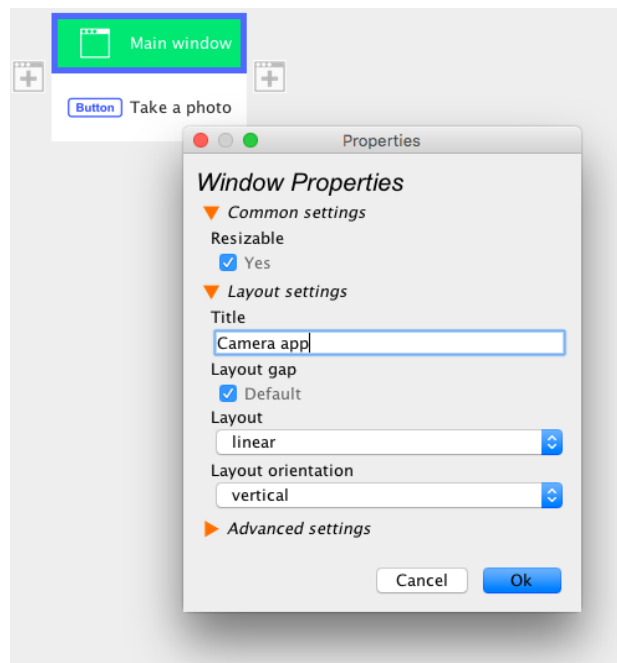 Main window
Button Take a photo
Properties
Window Properties
Common settings
Resizable
Yes
Layout settings
Title
Camera app
Layout gap
Default
Layout
linear
Layout orientation
vertical
Advanced settings
Cancel Ok